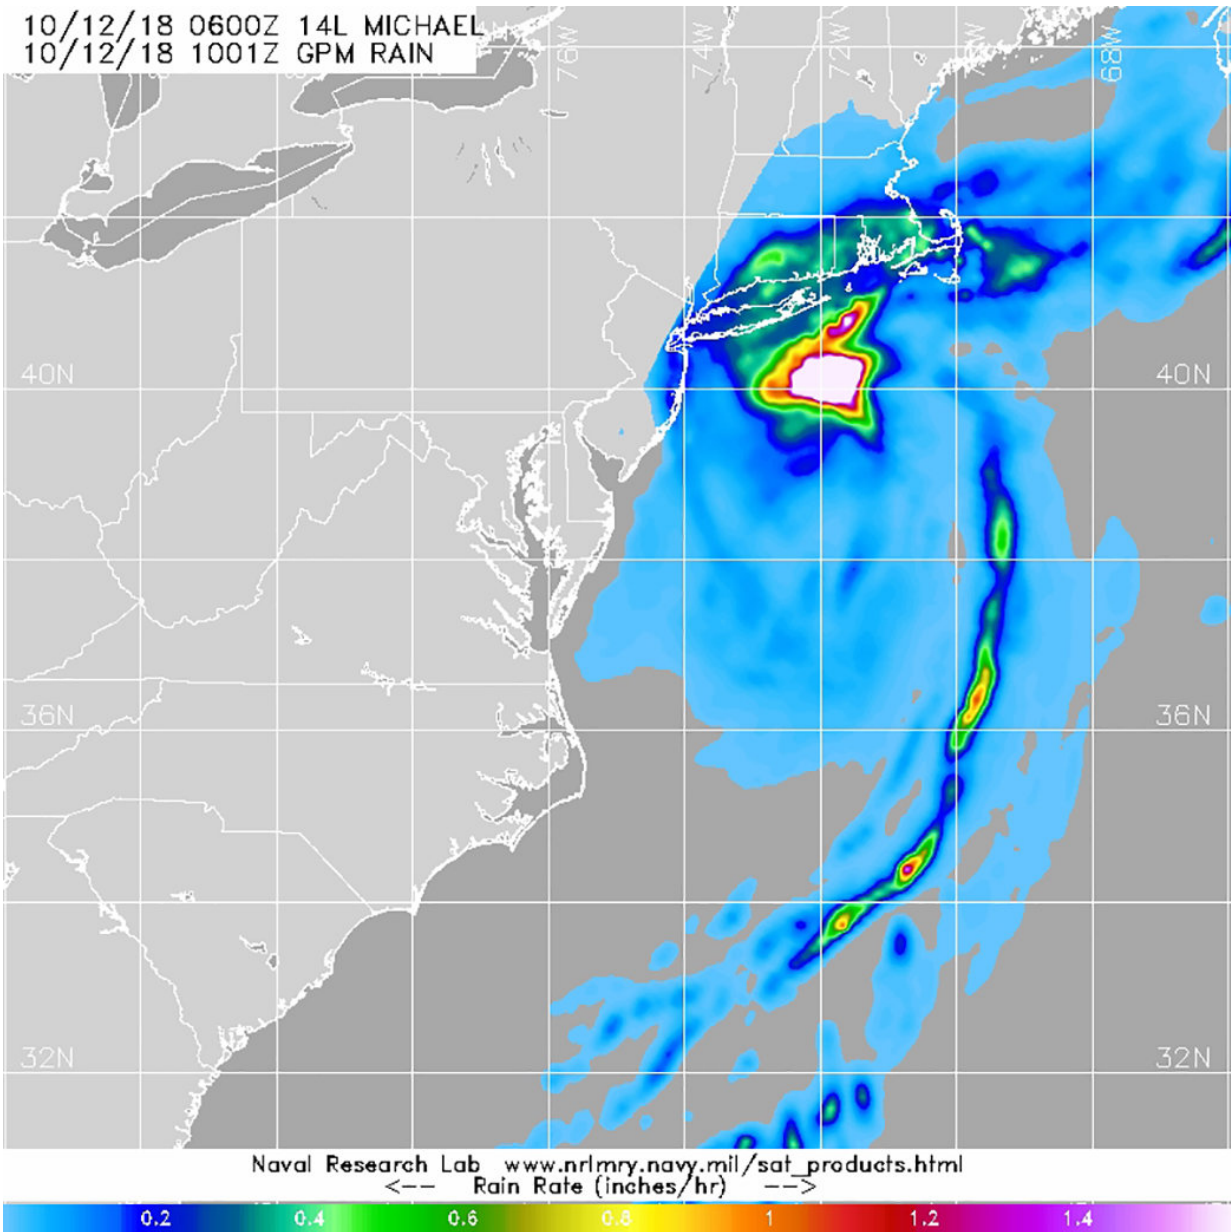 10/12/18 0600Z 14L MICHAEL
10/12/18 1001Z GPM RAIN
76W 74W 72W 68W
40N 40N
36N 36N
32N 32N
Naval Research Lab www.nrlmry.navy.mil/sat_products.html
<-- Rain Rate (inches/hr) -->
0.2 0.4 0.6 0.8 1 1.2 1.4